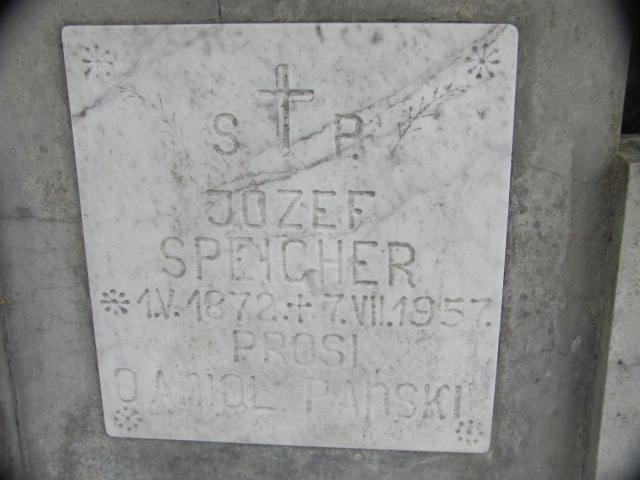 S P.
JÓZEF
SPEICHER
* 1.V.1872. + 7.VII.1957.
PROSI
O ANIOŁ PAŃSKI